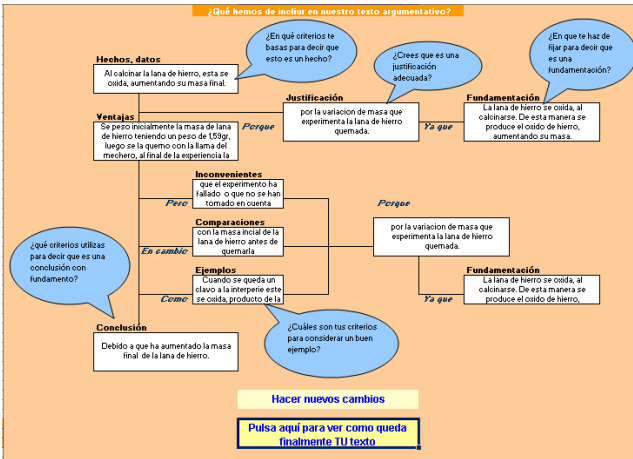 ¿Qué hemos de incluir en nuestro texto argumentativo?
¿En qué criterios te
basas para decir que
esto es un hecho?
¿Crees que es una
justificación
adecuada?
¿En que te haz de
fijar para decir que
es una
fundamentación?
Hechos, datos
Al calcinar la lana de hierro, esta se
oxida, aumentando su masa final.
Justificación
por la variacion de masa que
experimenta la lana de hierro
quemada.
Fundamentación
La lana de hierro se oxida, al
calcinarse. De esta manera se
produce el oxido de hierro,
aumentando su masa.
Porque
Ya que
Ventajas
Se peso inicialmente la masa de lana
de hierro teniendo un peso de 1,59gr,
luego se la quemo con la llama del
mechero, al final de la experiencia la
Inconvenientes
que el experimento ha
fallado o que no se han
tomado en cuenta
Pero
Porque
Comparaciones
con la masa incial de la
lana de hierro antes de
quemarla
En cambio
por la variacion de masa que
experimenta la lana de hierro
quemada.
¿qué criterios utilizas
para decir que es una
conclusión con
fundamento?
Ejemplos
Cuando se queda un
clavo a la interperie este
se oxida, producto de la
Como
Fundamentación
La lana de hierro se oxida, al
calcinarse. De esta manera se
produce el oxido de hierro,
Ya que
¿Cuáles son tus criterios
para considerar un buen
ejemplo?
Conclusión
Debido a que ha aumentado la masa
final de la lana de hierro.
Hacer nuevos cambios
Pulsa aquí para ver como queda
finalmente TU texto